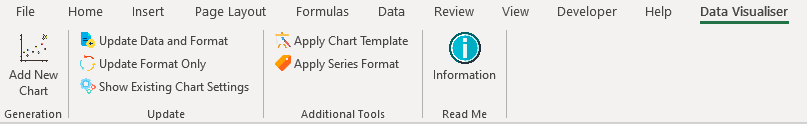 File Home Insert Page Layout Formulas Data Review View Developer Help Data Visualiser
Add New
Chart
Generation
Update Data and Format
Update Format Only
Show Existing Chart Settings
Update
Apply Chart Template
Apply Series Format
Additional Tools
Information
Read Me